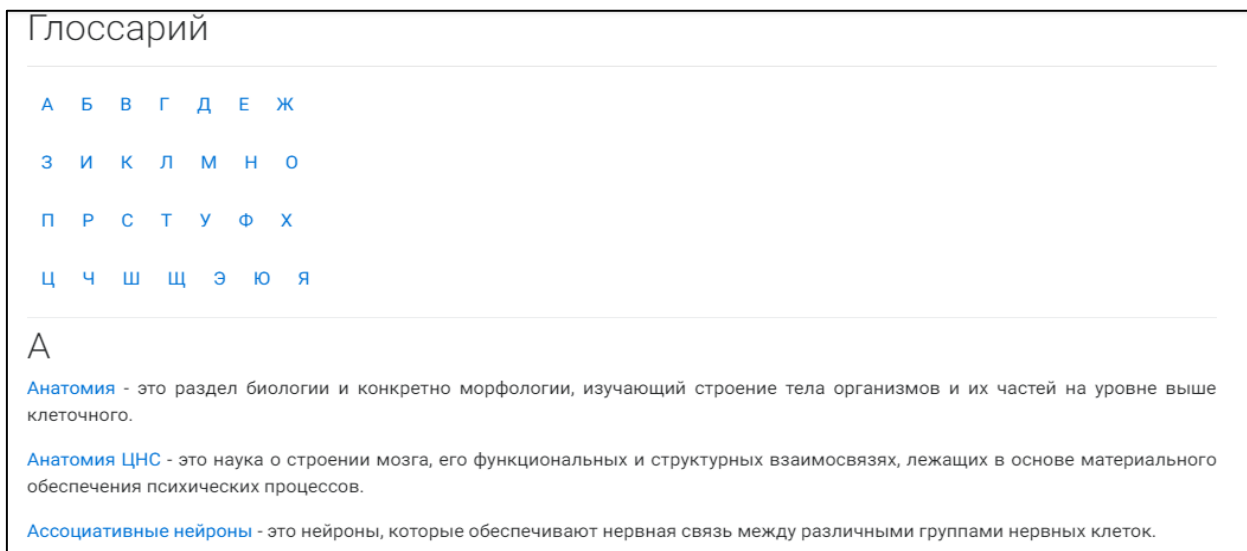 Глоссарий
А Б В Г Д Е Ж
З И К Л М Н О
П Р С Т У Ф Х
Ц Ч Ш Щ Э Ю Я
А
Анатомия - это раздел биологии и конкретно морфологии, изучающий строение тела организмов и их частей на уровне выше
клеточного.
Анатомия ЦНС - это наука о строении мозга, его функциональных и структурных взаимосвязях, лежащих в основе материального
обеспечения психических процессов.
Ассоциативные нейроны - это нейроны, которые обеспечивают нервная связь между различными группами нервных клеток.